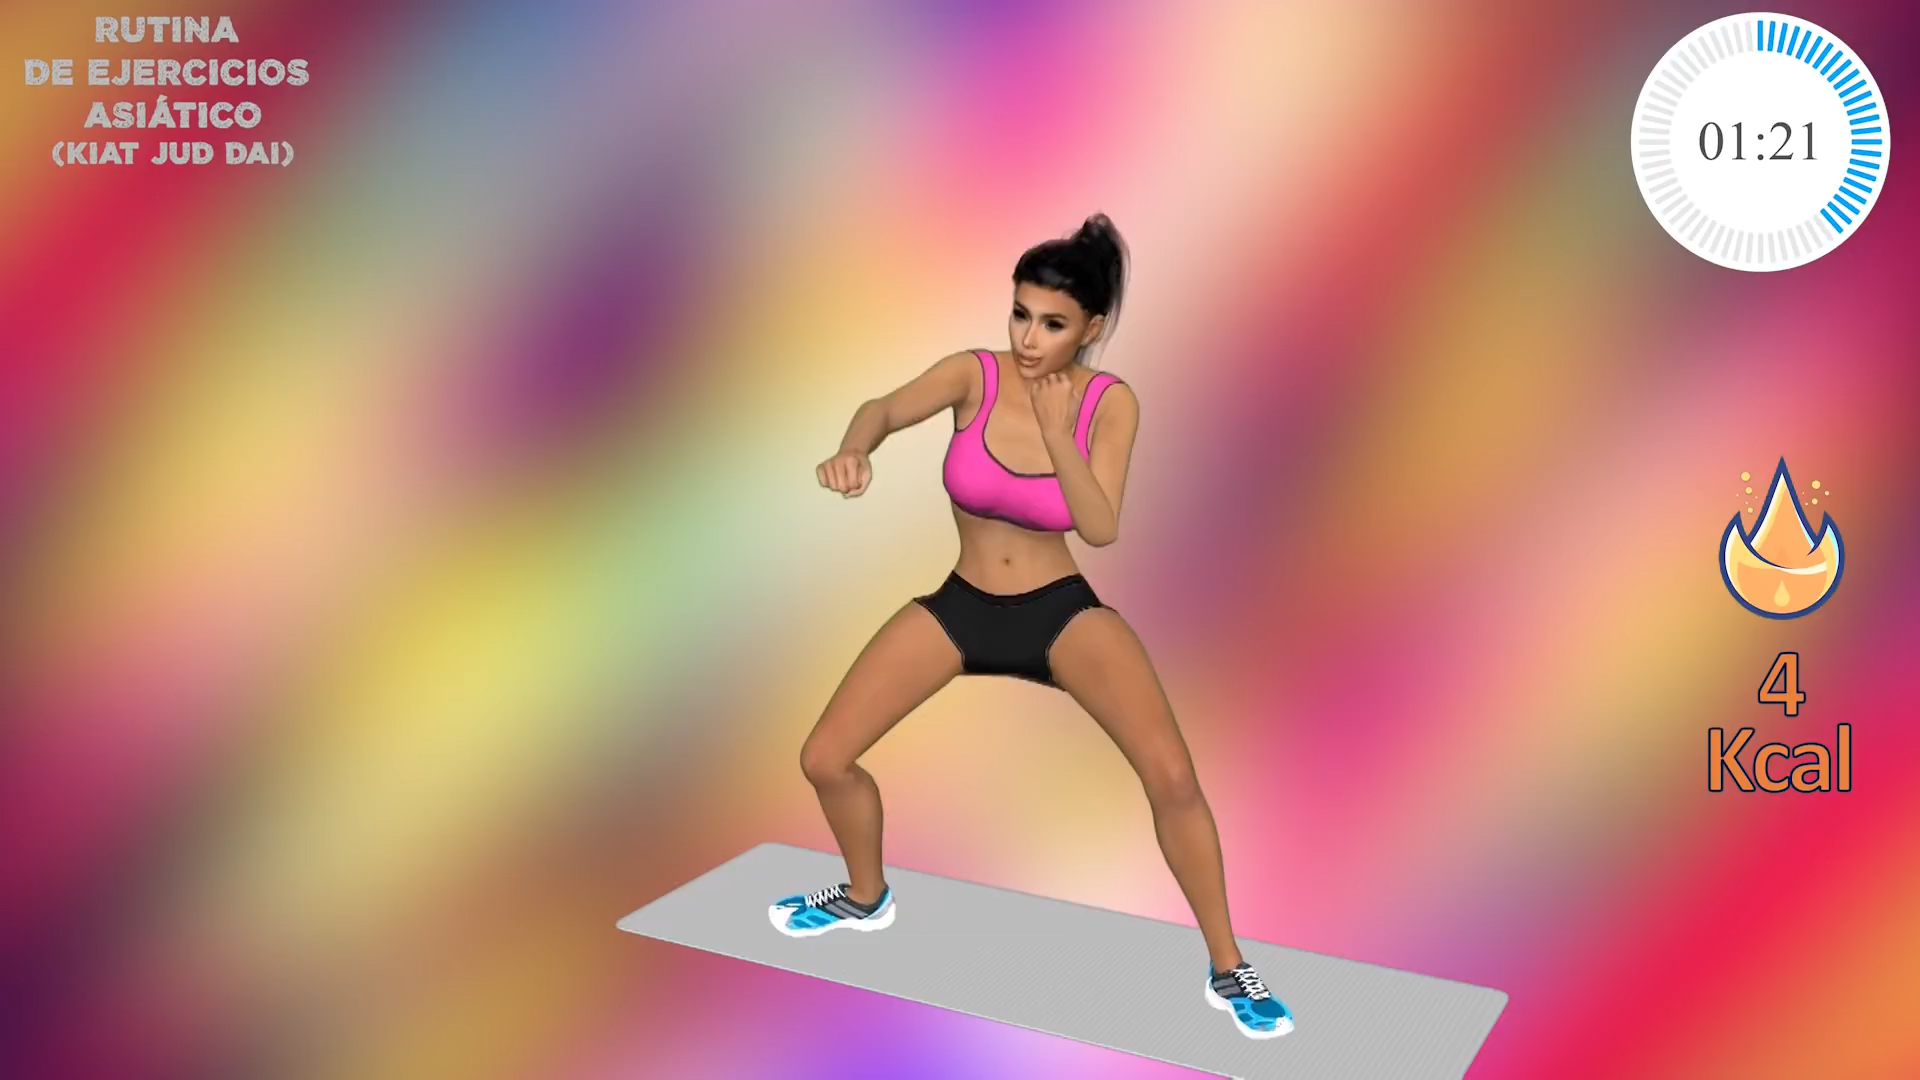 RUTINA
DE EJERCICIOS
ASIÁTICO
(KIAT JUD DAI)
01:21
4
Kcal